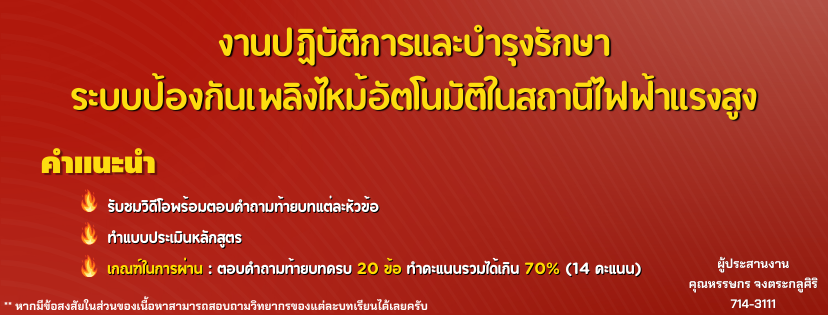 งานปฏิบัติการและบำรุงรักษา
ระบบป้องกันเพลิงไหม้อัตโนมัติในสถานีไฟฟ้าแรงสูง
คำแนะนำ
รับชมวิดีโอพร้อมตอบคำถามท้ายบทแต่ละหัวข้อ
ทำแบบประเมินหลักสูตร
เกณฑ์ในการผ่าน : ตอบคำถามท้ายบทครบ 20 ข้อ ทำคะแนนรวมได้เกิน 70% (14 คะแนน)
ผู้ประสานงาน
คุณหรรษกร จงตระกลูศิริ
714-3111
** หากมีข้อสงสัยในส่วนของเนื้อหาสามารถสอบถามวิทยากรของแต่ละบทเรียนได้เลยครับ